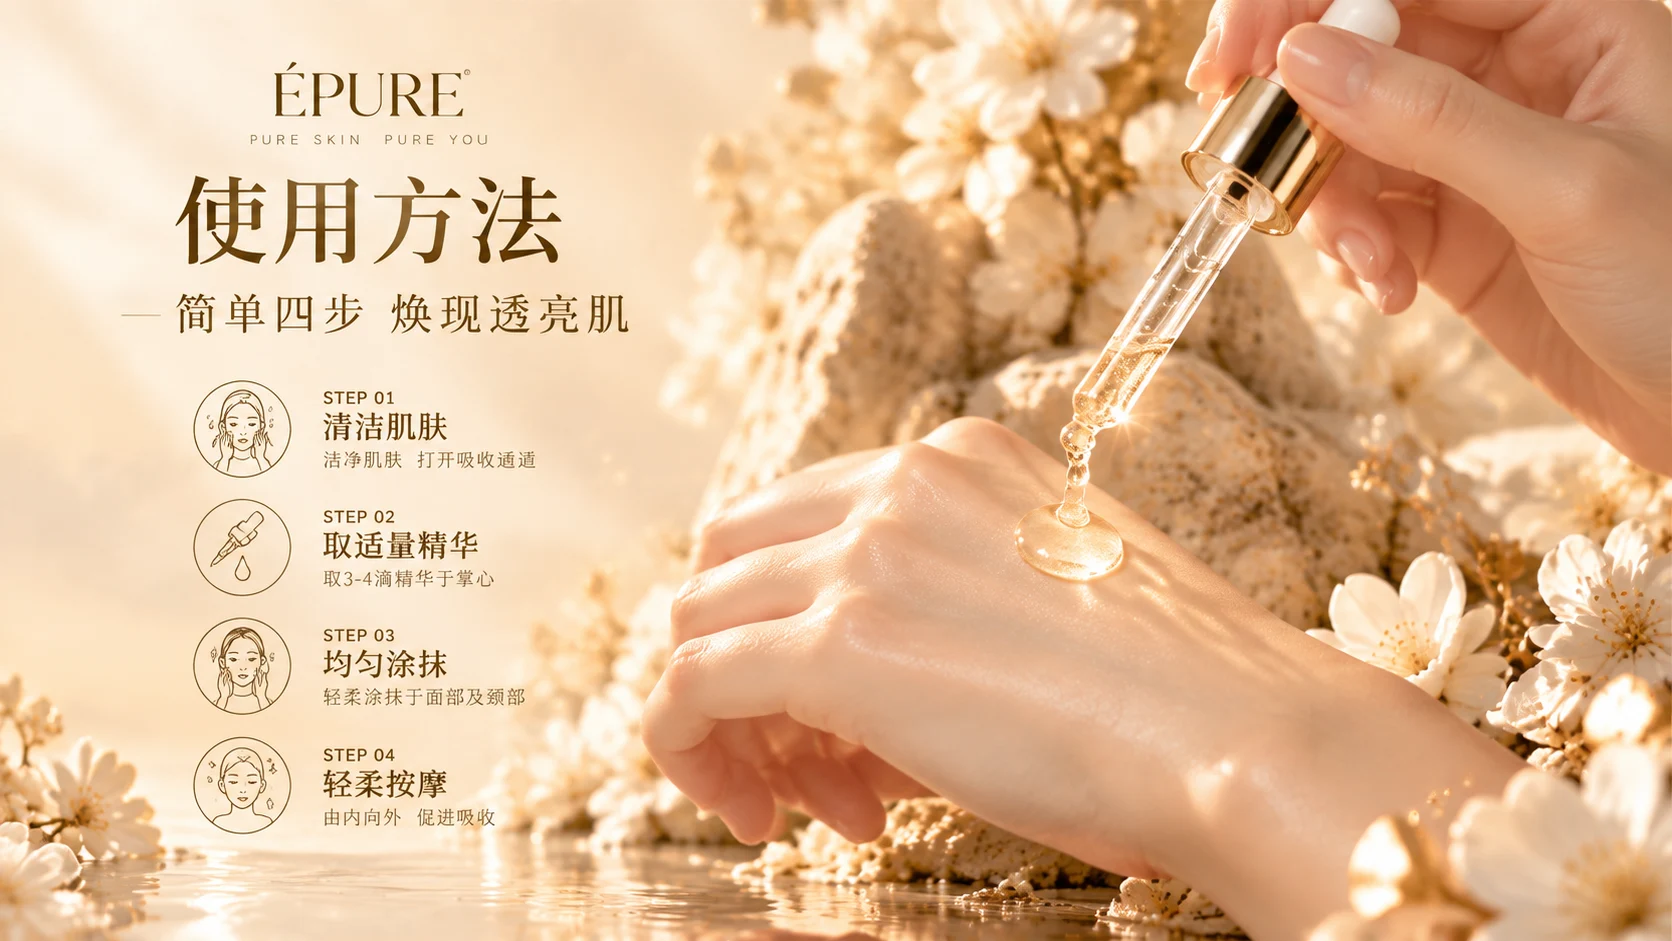 ÉPURE®
PURE SKIN PURE YOU
使用方法
简单四步 焕现透亮肌
STEP 01
清洁肌肤
洁净肌肤 打开吸收通道
STEP 02
取适量精华
取3-4滴精华于掌心
STEP 03
均匀涂抹
轻柔涂抹于面部及颈部
STEP 04
轻柔按摩
由内向外 促进吸收